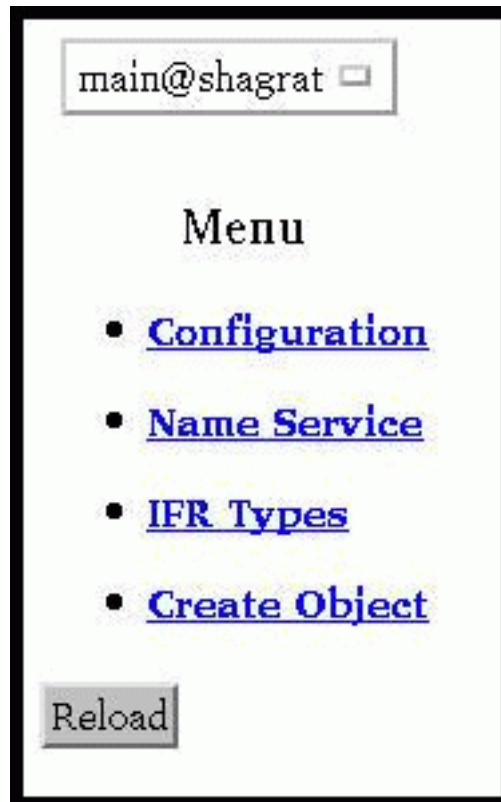 main@shagrat
Menu
Configuration
Name Service
IFR Types
Create Object
Reload